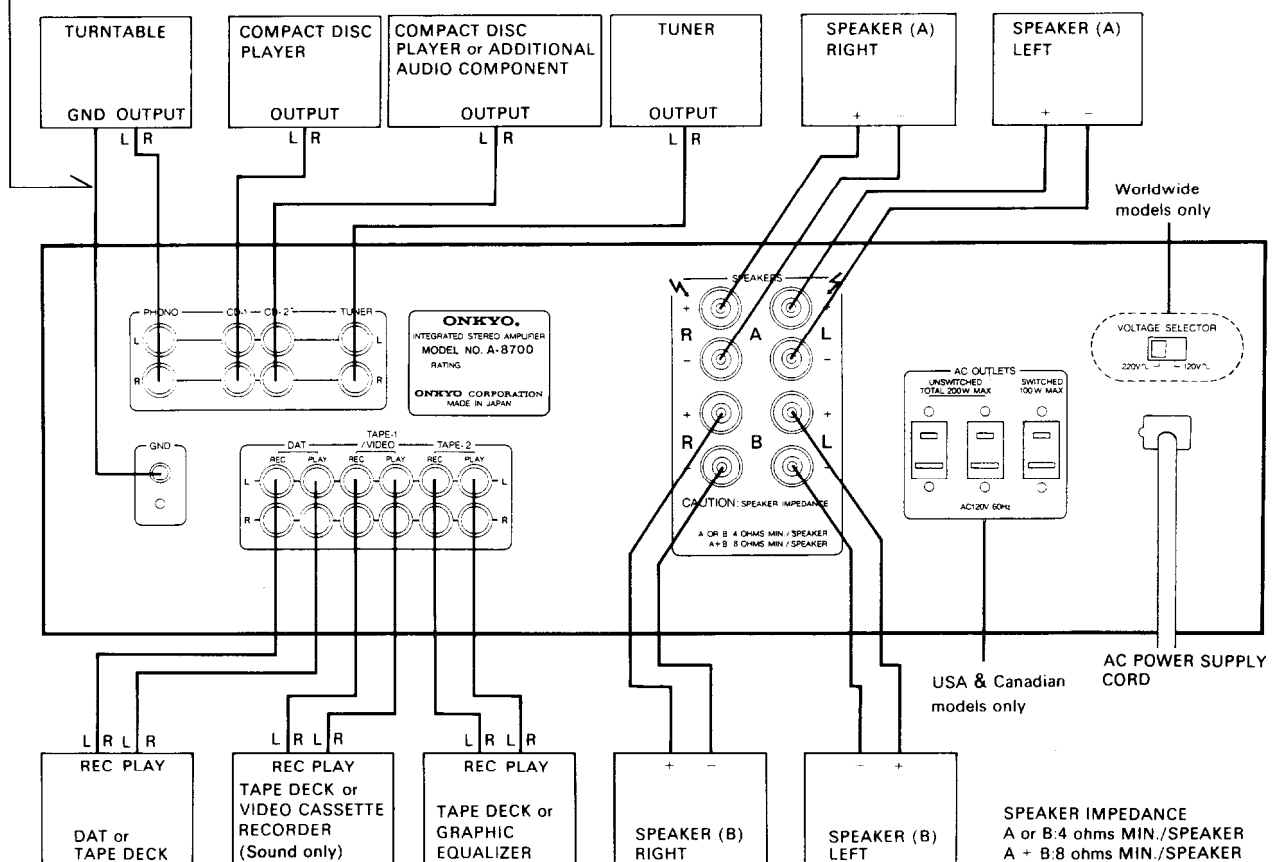 TURNTABLE
GND OUTPUT
L R
COMPACT DISC
PLAYER
OUTPUT
L R
COMPACT DISC
PLAYER or ADDITIONAL
AUDIO COMPONENT
OUTPUT
L R
TUNER
OUTPUT
L R
SPEAKER (A)
RIGHT
+ −
SPEAKER (A)
LEFT
+ −
Worldwide
models only
PHONO CD-1 CD-2 TUNER
L L
R R
ONKYO.
INTEGRATED STEREO AMPLIFIER
MODEL NO. A-8700
RATING
ONKYO CORPORATION
MADE IN JAPAN
SPEAKERS
+ +
R A L
− −
+ +
R B L
− −
CAUTION: SPEAKER IMPEDANCE
A OR B 4 OHMS MIN./SPEAKER
A+B 8 OHMS MIN./SPEAKER
VOLTAGE SELECTOR
220V 120V
AC OUTLETS
UNSWITCHED
TOTAL 200W MAX
SWITCHED
100W MAX
AC120V 60Hz
GND
DAT
TAPE-1
/VIDEO
TAPE-2
REC PLAY REC PLAY REC PLAY
L L
R R
USA & Canadian
models only
AC POWER SUPPLY
CORD
L R L R
REC PLAY
DAT or
TAPE DECK
L R L R
REC PLAY
TAPE DECK or
VIDEO CASSETTE
RECORDER
(Sound only)
L R L R
REC PLAY
TAPE DECK or
GRAPHIC
EQUALIZER
+ −
SPEAKER (B)
RIGHT
− +
SPEAKER (B)
LEFT
SPEAKER IMPEDANCE
A or B:4 ohms MIN./SPEAKER
A + B:8 ohms MIN./SPEAKER